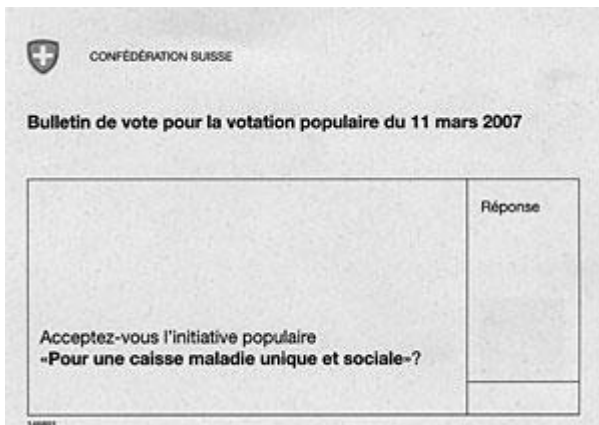 CONFÉDÉRATION SUISSE
Bulletin de vote pour la votation populaire du 11 mars 2007
Réponse
Acceptez-vous l'initiative populaire
«Pour une caisse maladie unique et sociale»?